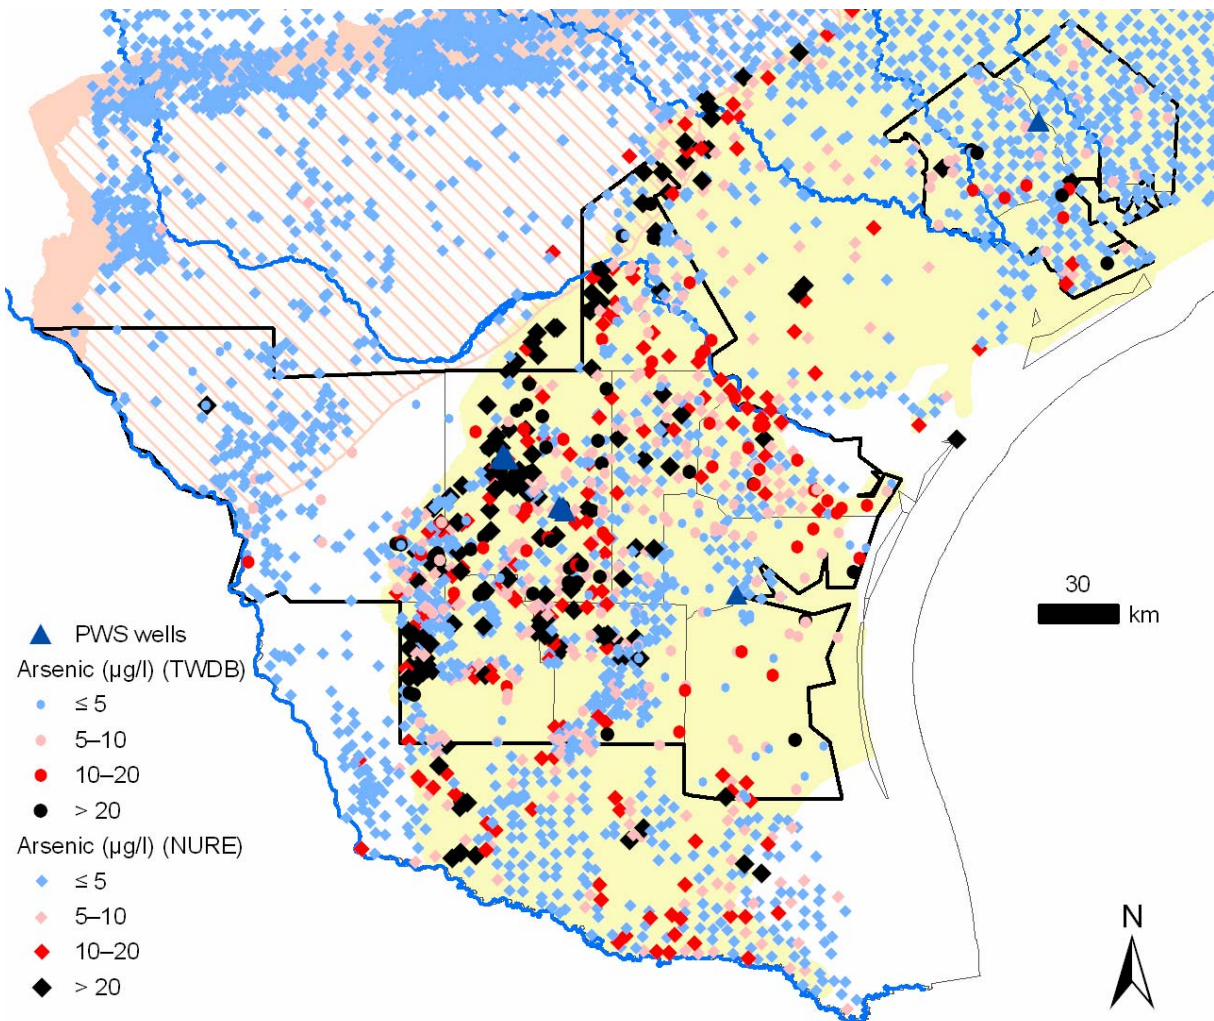 30
km
PWS wells
Arsenic (µg/l) (TWDB)
≤ 5
5–10
10–20
> 20
Arsenic (µg/l) (NURE)
≤ 5
5–10
10–20
> 20
N